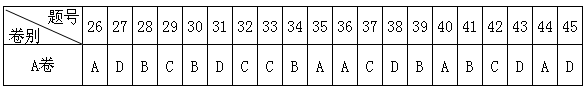 题号 26 27 28 29 30 31 32 33 34 35 36 37 38 39 40 41 42 43 44 45
卷别
A卷 A D B C B D C C B A A C D B A B C D A D